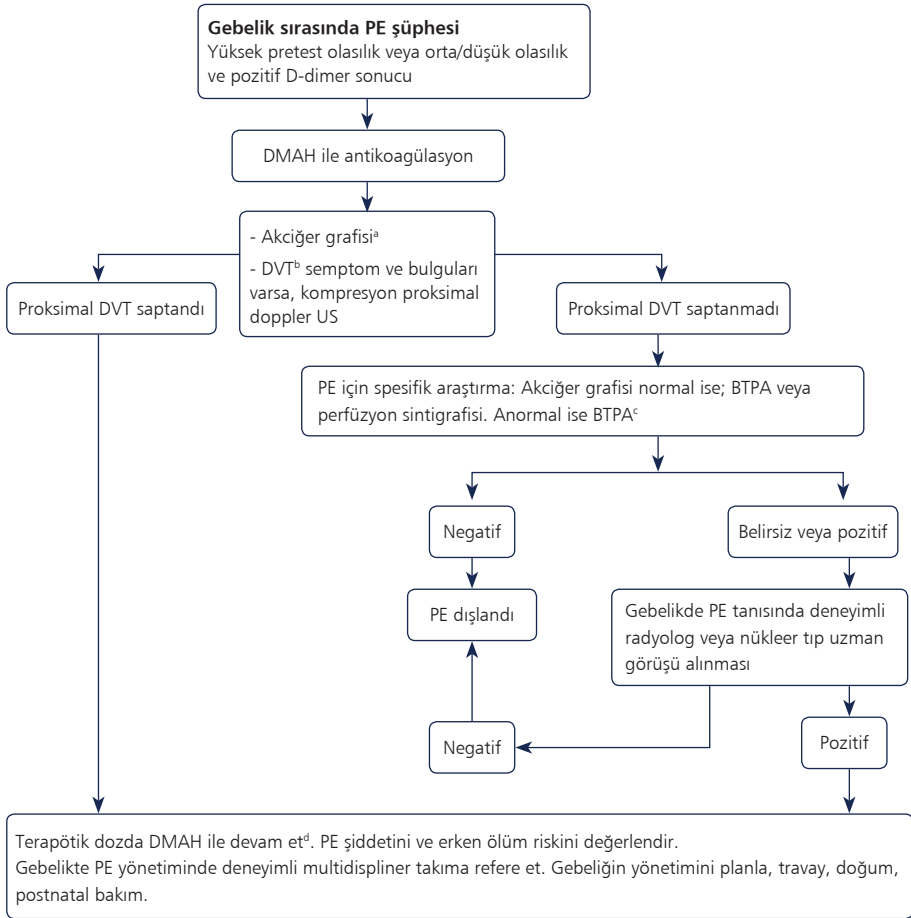 Gebelik sırasında PE şüphesi
Yüksek pretest olasılık veya orta/düşük olasılık
ve pozitif D-dimer sonucu
DMAH ile antikoagülasyon
- Akciğer grafisiᵃ
- DVTᵇ semptom ve bulguları
varsa, kompresyon proksimal
doppler US
Proksimal DVT saptandı
Proksimal DVT saptanmadı
PE için spesifik araştırma: Akciğer grafisi normal ise; BTPA veya
perfüzyon sintigrafisi. Anormal ise BTPAᶜ
Negatif
Belirsiz veya pozitif
PE dışlandı
Gebelikde PE tanısında deneyimli
radyolog veya nükleer tıp uzman
görüşü alınması
Negatif
Pozitif
Terapötik dozda DMAH ile devam etᵈ. PE şiddetini ve erken ölüm riskini değerlendir.
Gebelikte PE yönetiminde deneyimli multidispliner takıma refere et. Gebeliğin yönetimini planla, travay, doğum,
postnatal bakım.